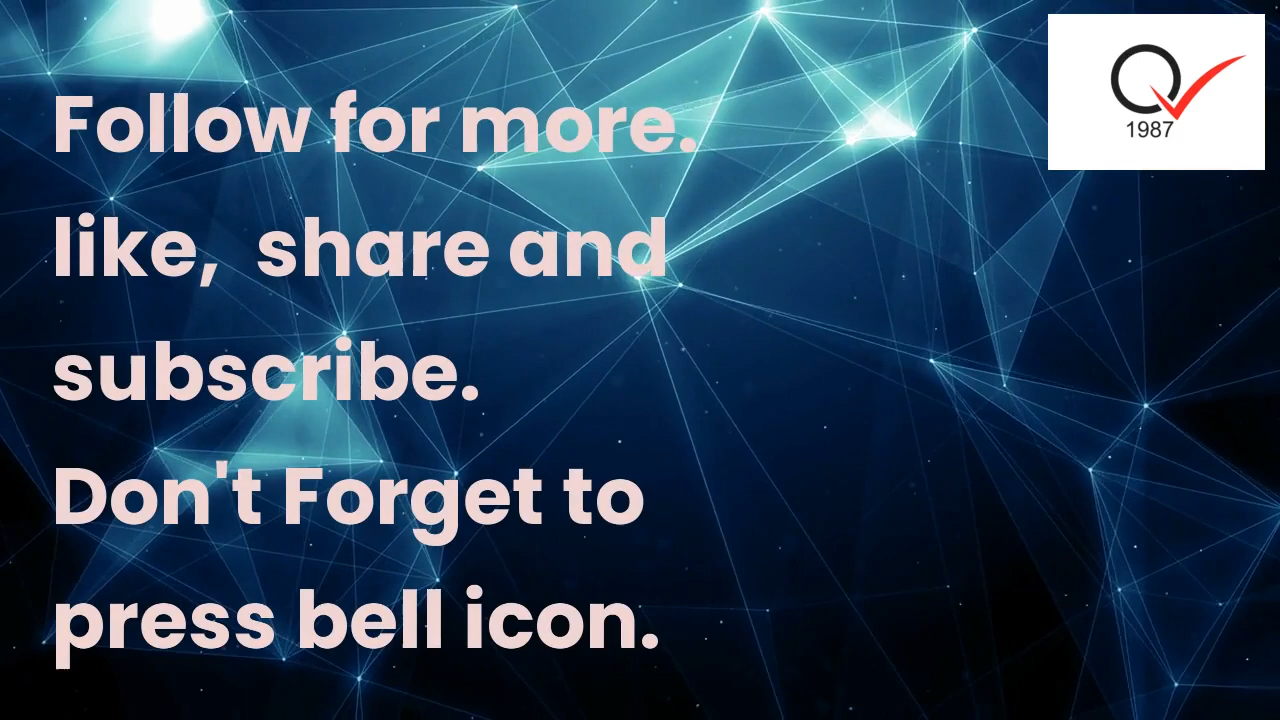 Follow for more.
like,  share and
subscribe.
Don't Forget to
press bell icon.
Q
1987